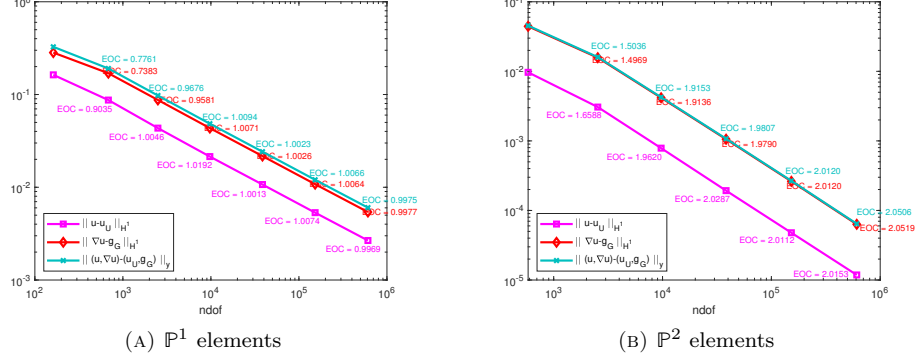 10^0
10^-1
10^-2
10^-3
10^2 10^3 10^4 10^5 10^6
ndof
EOC = 0.7761
EOC = 0.7383
EOC = 0.9676
EOC = 0.9581
EOC = 0.9035
EOC = 1.0094
EOC = 1.0071
EOC = 1.0046
EOC = 1.0023
EOC = 1.0026
EOC = 1.0192
EOC = 1.0066
EOC = 1.0064
EOC = 1.0013
EOC = 0.9975
EOC = 0.9977
EOC = 1.0074
EOC = 0.9969
|| u-u_U ||_H^1
|| ∇u-g_G ||_H^1
|| (u,∇u)-(u_U,g_G) ||_y
(A) ℙ^1 elements
10^-1
10^-2
10^-3
10^-4
10^-5
10^3 10^4 10^5 10^6
ndof
EOC = 1.5036
EOC = 1.4969
EOC = 1.9153
EOC = 1.9136
EOC = 1.6588
EOC = 1.9807
EOC = 1.9790
EOC = 1.9620
EOC = 2.0120
EOC = 2.0120
EOC = 2.0287
EOC = 2.0506
EOC = 2.0519
EOC = 2.0112
EOC = 2.0153
|| u-u_U ||_H^1
|| ∇u-g_G ||_H^1
|| (u,∇u)-(u_U,g_G) ||_y
(B) ℙ^2 elements